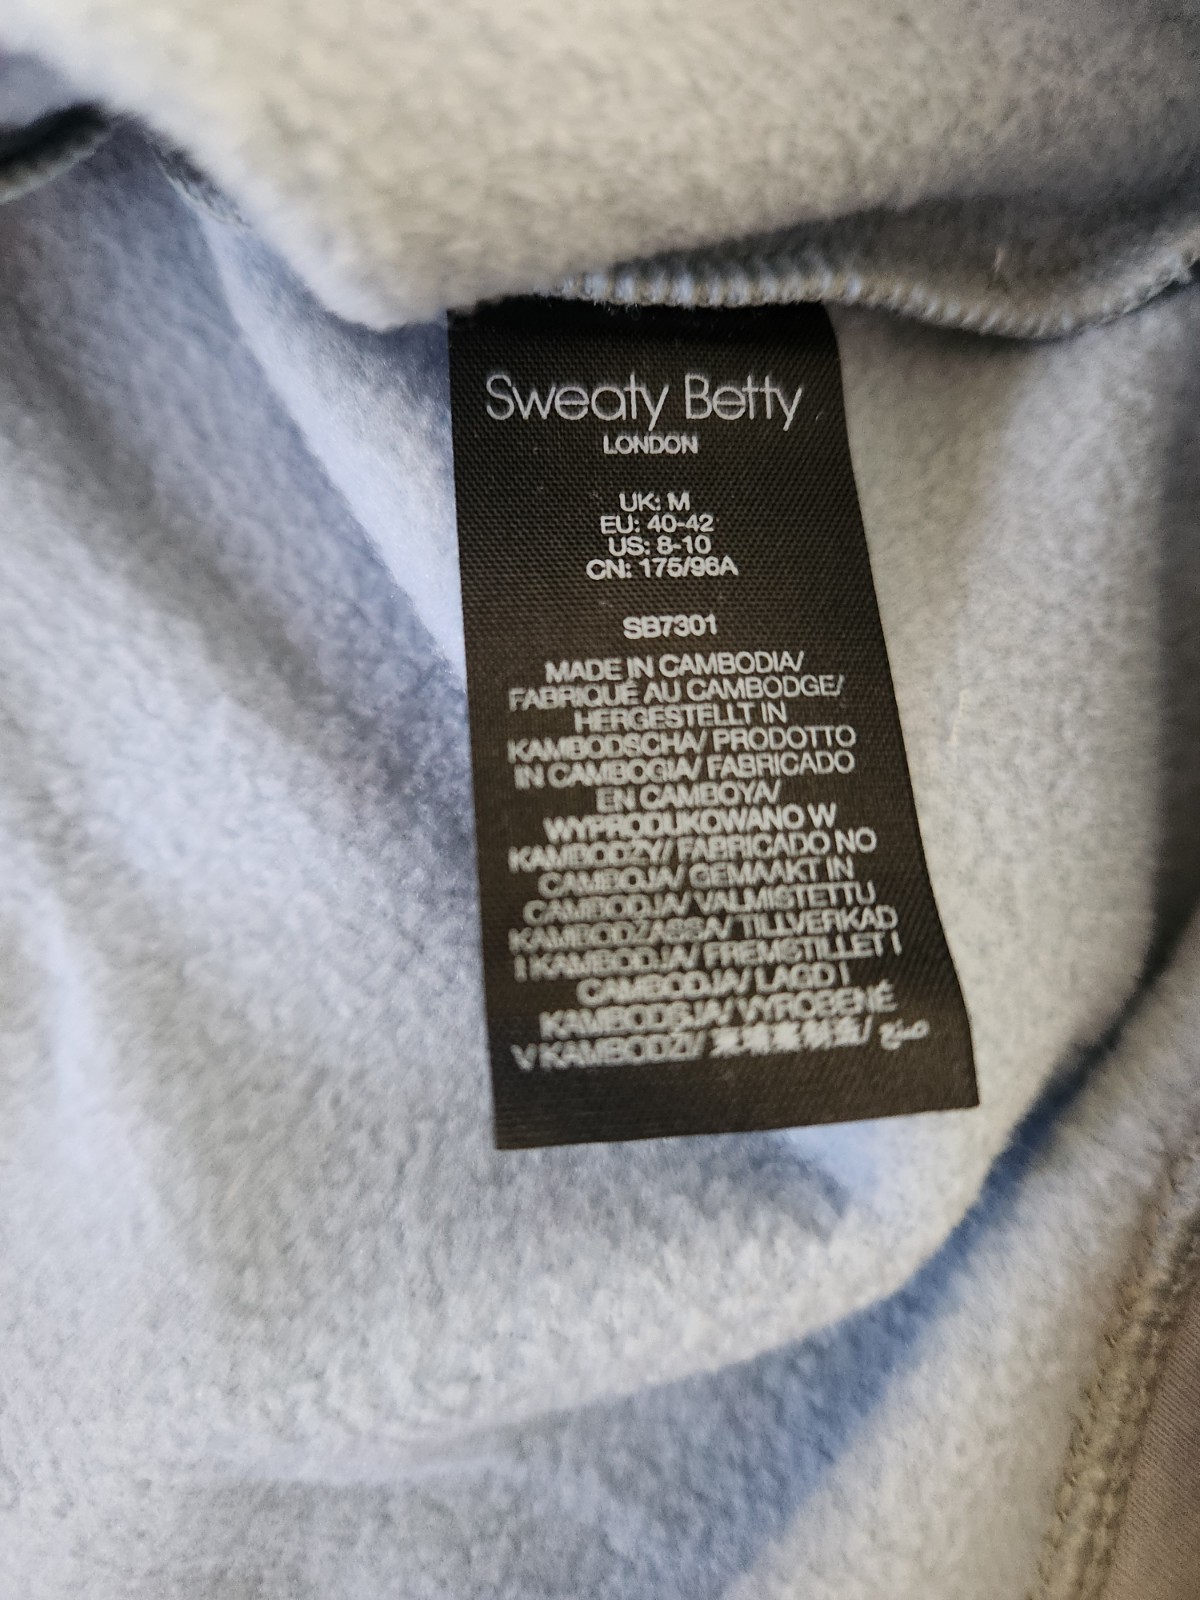 Sweaty Betty
LONDON
UK: M
EU: 40-42
US: 8-10
CN: 175/96A
SB7301
MADE IN CAMBODIA/
FABRIQUÉ AU CAMBODGE/
HERGESTELLT IN
KAMBODSCHA/ PRODOTTO
IN CAMBOGIA/ FABRICADO
EN CAMBOYA/
WYPRODUKOWANO W
KAMBODŻY/ FABRICADO NO
CAMBOJA/ GEMAAKT IN
CAMBODJA/ VALMISTETTU
KAMBODŽASSA/ TILLVERKAD
I KAMBODJA/ FREMSTILLET I
CAMBODJA/ LAGD I
KAMBODSJA/ VYROBENÉ
V KAMBODŽI/ 柬埔寨制造/ صنع